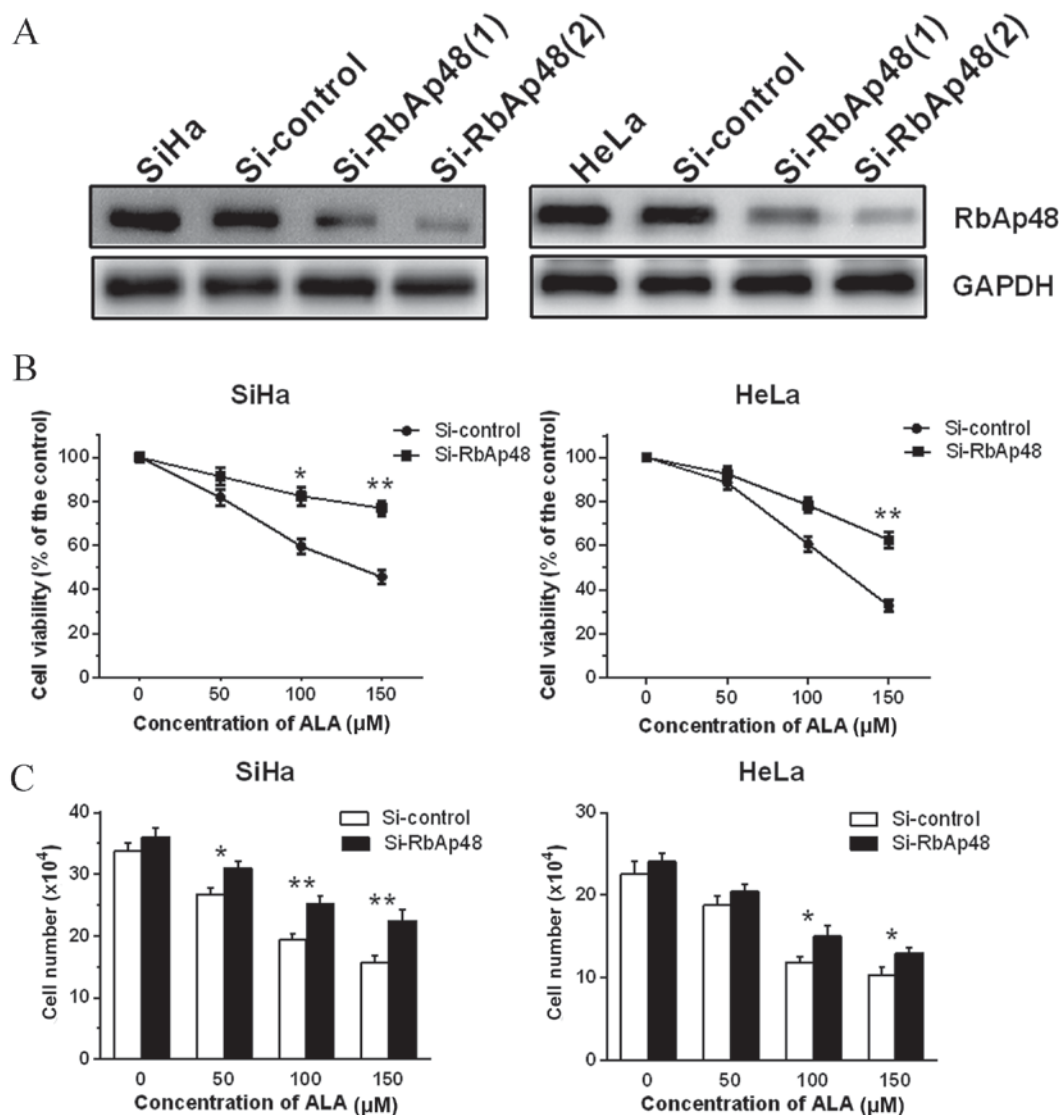 A
SiHa Si-control Si-RbAp48(1) Si-RbAp48(2) HeLa Si-control Si-RbAp48(1) Si-RbAp48(2)
RbAp48
GAPDH
B
SiHa
Cell viability (% of the control)
100
80
60
40
20
0
Si-control
Si-RbAp48
* **
0 50 100 150
Concentration of ALA (µM)
HeLa
Cell viability (% of the control)
100
80
60
40
20
0
Si-control
Si-RbAp48
**
0 50 100 150
Concentration of ALA (µM)
C
SiHa
Cell number (x10⁴)
40
30
20
10
0
Si-control
Si-RbAp48
* ** **
0 50 100 150
Concentration of ALA (µM)
HeLa
Cell number (x10⁴)
30
20
10
0
Si-control
Si-RbAp48
* *
0 50 100 150
Concentration of ALA (µM)